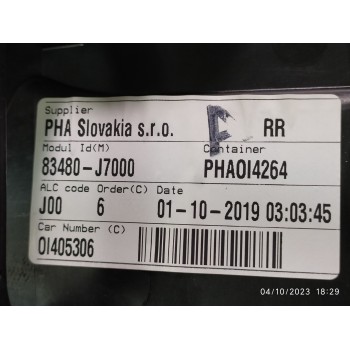 Supplier
PHA Slovakia s.r.o. F RR
Modul Id(M) Container
83480-J7000 PHAOI4264
ALC code Order(C) Date
J00 6 01-10-2019 03:03:45
Car Number (C)
OI405306
04/10/2023 18:29